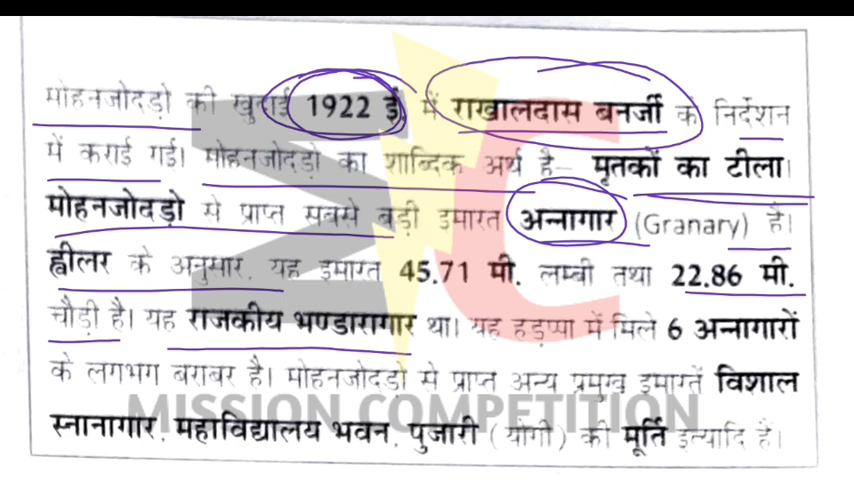 मोहनजोदड़ो की खुदाई 1922 ई. में राखालदास बनर्जी के निर्देशन
में कराई गई। मोहनजोदड़ो का शाब्दिक अर्थ है– मृतकों का टीला।
मोहनजोदड़ो से प्राप्त सबसे बड़ी इमारत अन्नागार (Granary) है।
ह्वीलर के अनुसार, यह इमारत 45.71 मी. लम्बी तथा 22.86 मी.
चौड़ी है। यह राजकीय भण्डारागार था। यह हड़प्पा में मिले 6 अन्नागारों
के लगभग बराबर है। मोहनजोदड़ो से प्राप्त अन्य प्रमुख इमारतें विशाल
MISSION COMPETITION
स्नानागार, महाविद्यालय भवन, पुजारी (योगी) की मूर्ति इत्यादि है।